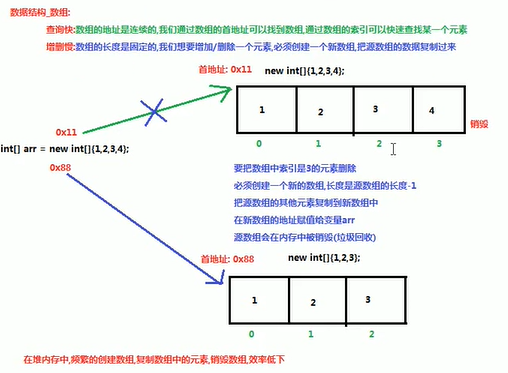 数据结构_数组:
查询快:数组的地址是连续的,我们通过数组的首地址可以找到数组,通过数组的索引可以快速查找某一个元素
增删慢:数组的长度是固定的,我们想要增加/删除一个元素,必须创建一个新数组,把源数组的数据复制过来
首地址: 0x11 new int[]{1,2,3,4};
1 2 3 4
销毁
0x11
0 1 2 3
int[] arr = new int[]{1,2,3,4};
0x88
要把数组中索引是3的元素删除
必须创建一个新的数组,长度是源数组的长度-1
把源数组的其他元素复制到新数组中
在新数组的地址赋值给变量arr
源数组会在内存中被销毁(垃圾回收)
首地址: 0x88 new int[]{1,2,3};
1 2 3
0 1 2
在堆内存中,频繁的创建数组,复制数组中的元素,销毁数组,效率低下